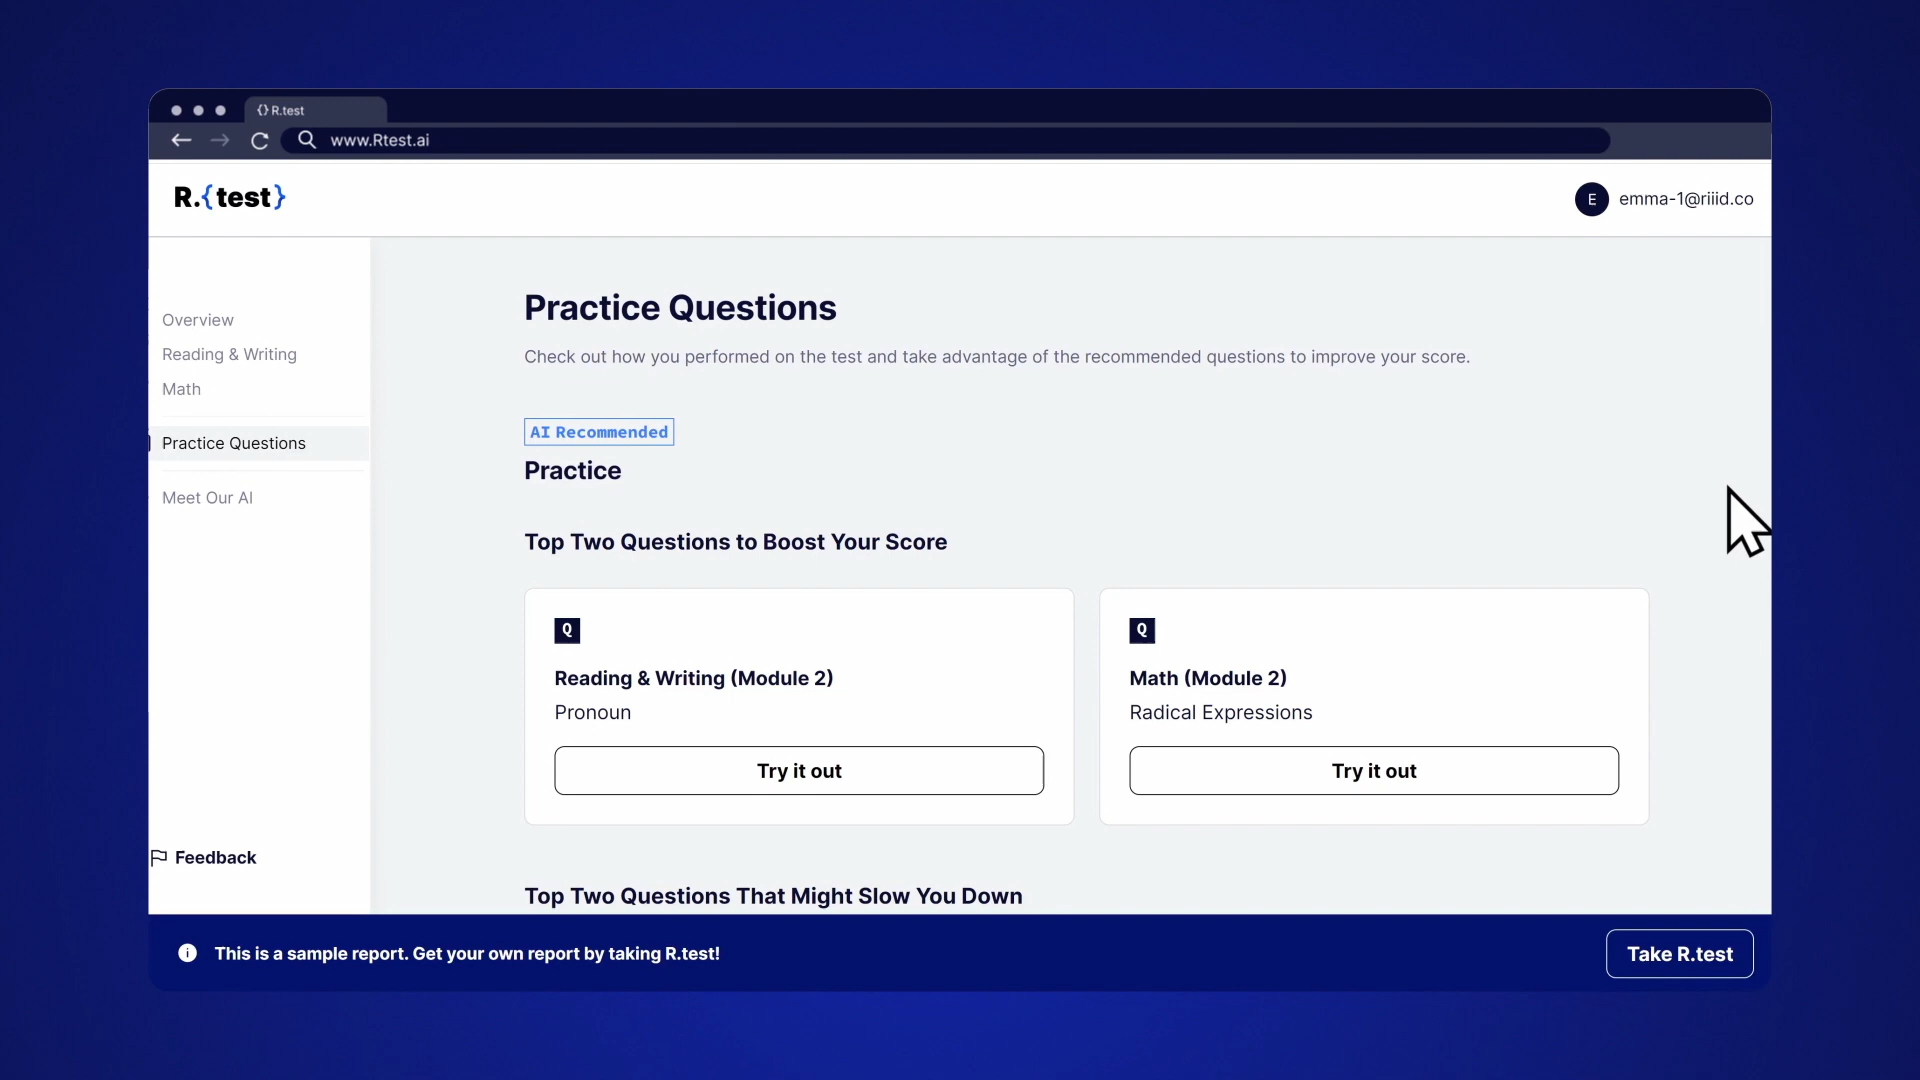 {} R.test
www.Rtest.ai
R.{test}
E emma-1@riiid.co
Overview
Reading & Writing
Math
Practice Questions
Meet Our AI
Feedback
Practice Questions
Check out how you performed on the test and take advantage of the recommended questions to improve your score.
AI Recommended
Practice
Top Two Questions to Boost Your Score
Q
Reading & Writing (Module 2)
Pronoun
Try it out
Q
Math (Module 2)
Radical Expressions
Try it out
Top Two Questions That Might Slow You Down
This is a sample report. Get your own report by taking R.test!
Take R.test